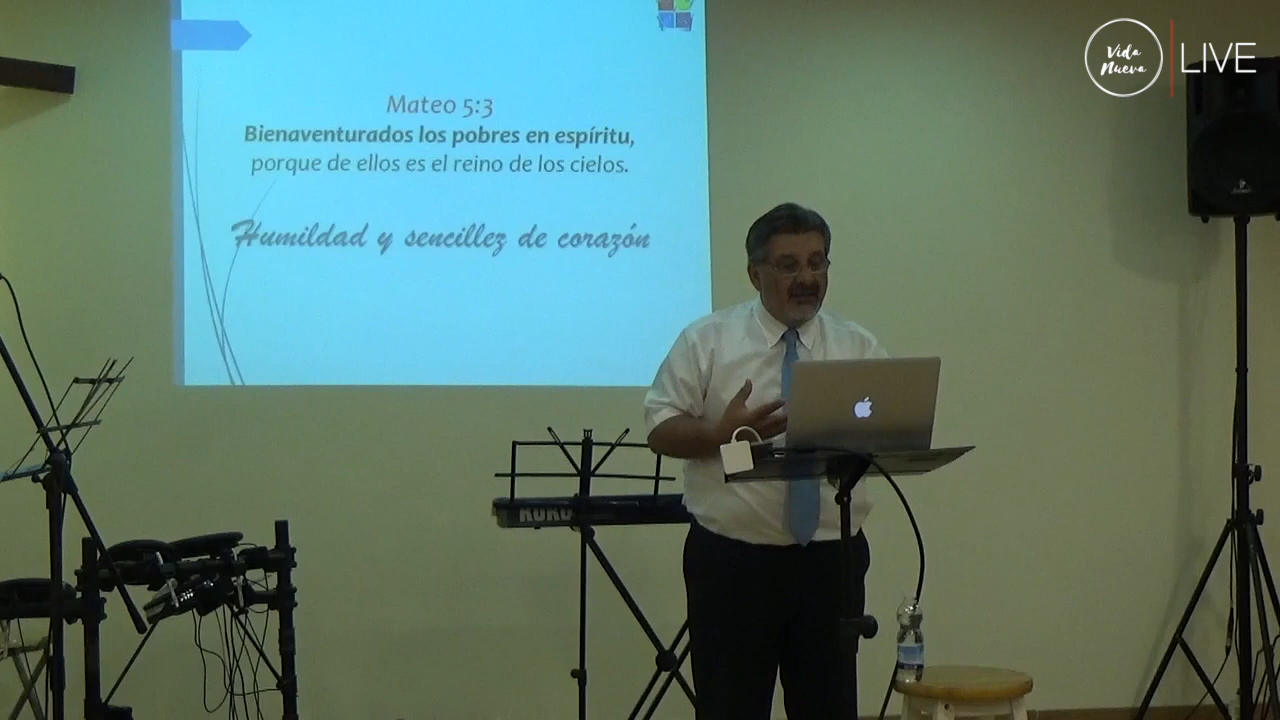 Mateo 5:3
Bienaventurados los pobres en espíritu,
porque de ellos es el reino de los cielos.
Humildad y sencillez de corazón
Vida
Nueva
LIVE
KORG